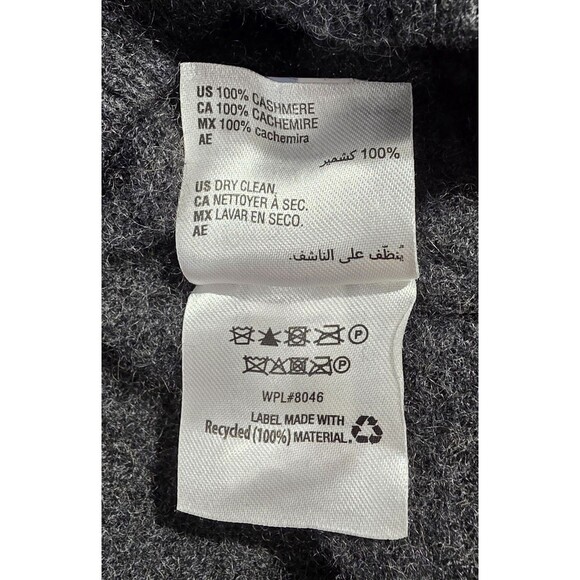 US 100% CASHMERE
CA 100% CACHEMIRE
MX 100% cachemira
AE
100% كشمير
US DRY CLEAN.
CA NETTOYER À SEC.
MX LAVAR EN SECO.
AE
يُنظّف على الناشف.
P
P
WPL#8046
LABEL MADE WITH
Recycled (100%) MATERIAL.